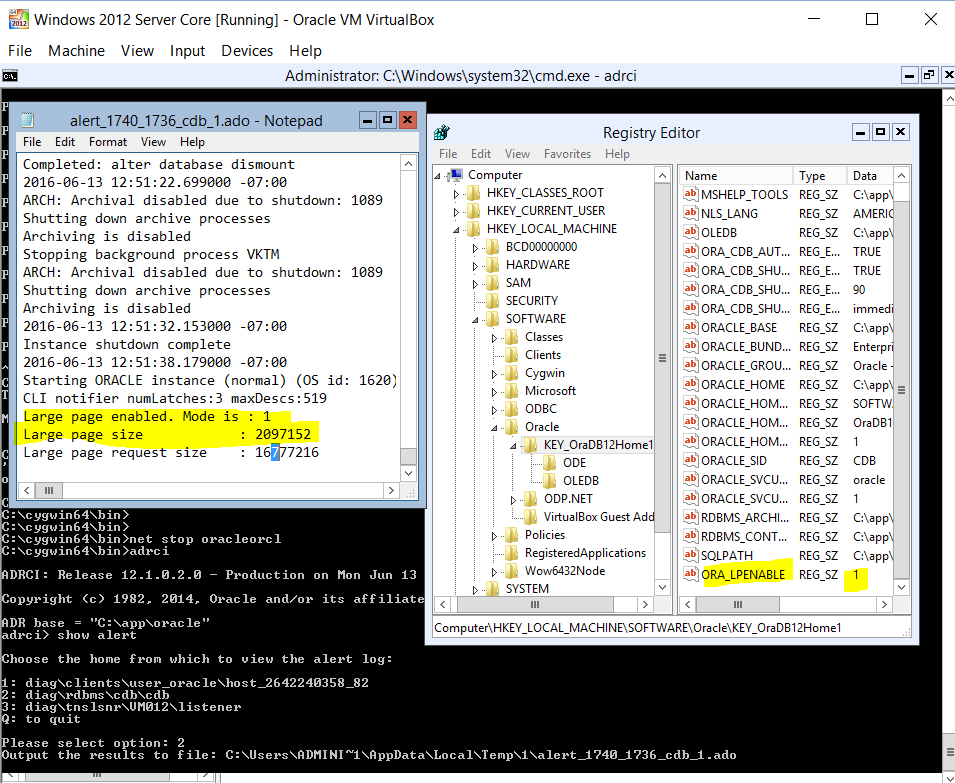 Windows 2012 Server Core [Running] - Oracle VM VirtualBox
File Machine View Input Devices Help
Administrator: C:\Windows\system32\cmd.exe - adrci
alert_1740_1736_cdb_1.ado - Notepad
File Edit Format View Help
Completed: alter database dismount
2016-06-13 12:51:22.699000 -07:00
ARCH: Archival disabled due to shutdown: 1089
Shutting down archive processes
Archiving is disabled
Stopping background process VKTM
ARCH: Archival disabled due to shutdown: 1089
Shutting down archive processes
Archiving is disabled
2016-06-13 12:51:32.153000 -07:00
Instance shutdown complete
2016-06-13 12:51:38.179000 -07:00
Starting ORACLE instance (normal) (OS id: 1620)
CLI notifier numLatches:3 maxDescs:519
Large page enabled. Mode is : 1
Large page size : 2097152
Large page request size : 16777216
Registry Editor
File Edit View Favorites Help
Computer
HKEY_CLASSES_ROOT
HKEY_CURRENT_USER
HKEY_LOCAL_MACHINE
BCD00000000
HARDWARE
SAM
SECURITY
SOFTWARE
Classes
Clients
Cygwin
Microsoft
ODBC
Oracle
KEY_OraDB12Home1
ODE
OLEDB
ODP.NET
VirtualBox Guest Add
Policies
RegisteredApplications
Wow6432Node
SYSTEM
Name Type Data
MSHELP_TOOLS REG_SZ C:\app\
NLS_LANG REG_SZ AMERIC
OLEDB REG_SZ C:\app\
ORA_CDB_AUT... REG_E... TRUE
ORA_CDB_SHU... REG_E... TRUE
ORA_CDB_SHU... REG_E... 90
ORA_CDB_SHU... REG_E... immedi
ORACLE_BASE REG_SZ C:\app\
ORACLE_BUND... REG_SZ Enterpri
ORACLE_GROU... REG_SZ Oracle -
ORACLE_HOME REG_SZ C:\app\
ORACLE_HOM... REG_SZ SOFTW.
ORACLE_HOM... REG_SZ OraDB1
ORACLE_HOM... REG_SZ 1
ORACLE_SID REG_SZ CDB
ORACLE_SVCU... REG_SZ oracle
ORACLE_SVCU... REG_SZ 1
RDBMS_ARCHI... REG_SZ C:\app\
RDBMS_CONT... REG_SZ C:\app\
SQLPATH REG_SZ C:\app\
ORA_LPENABLE REG_SZ 1
Computer\HKEY_LOCAL_MACHINE\SOFTWARE\Oracle\KEY_OraDB12Home1
C:\cygwin64\bin>
C:\cygwin64\bin>
C:\cygwin64\bin>net stop oracleorcl
C:\cygwin64\bin>adrci
ADRCI: Release 12.1.0.2.0 - Production on Mon Jun 13
Copyright (c) 1982, 2014, Oracle and/or its affiliate
ADR base = "C:\app\oracle"
adrci> show alert
Choose the home from which to view the alert log:
1: diag\clients\user_oracle\host_2642240358_82
2: diag\rdbms\cdb\cdb
3: diag\tnslsnr\VM012\listener
Q: to quit
Please select option: 2
Output the results to file: C:\Users\ADMINI~1\AppData\Local\Temp\1\alert_1740_1736_cdb_1.ado